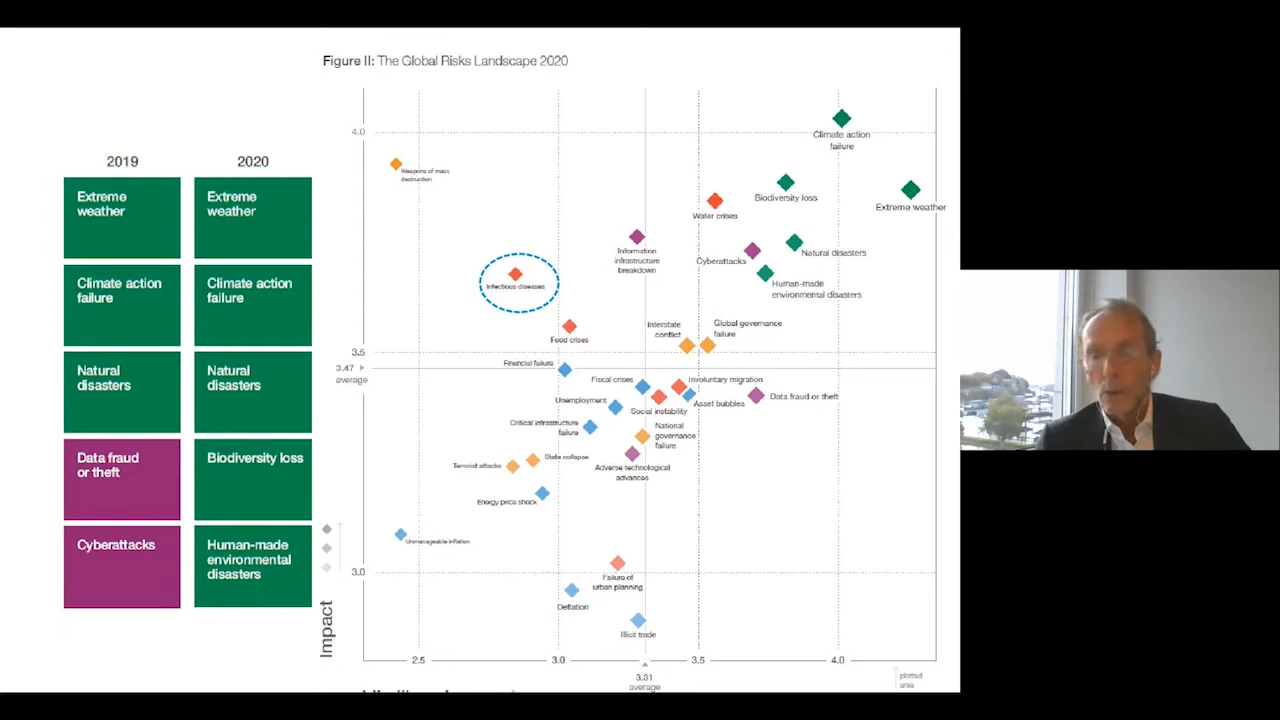 Figure II: The Global Risks Landscape 2020
2019
2020
Extreme
weather
Extreme
weather
Climate action
failure
Climate action
failure
Natural
disasters
Natural
disasters
Data fraud
or theft
Biodiversity loss
Cyberattacks
Human-made
environmental
disasters
Impact
4.0
3.5
3.47
average
3.0
Climate action
failure
Weapons of mass
destruction
Biodiversity loss
Extreme weather
Water crises
Information
infrastructure
breakdown
Cyberattacks
Natural disasters
Human-made
environmental disasters
Infectious diseases
Food crises
Interstate
conflict
Global governance
failure
Financial failure
Fiscal crises
Involuntary migration
Unemployment
Social instability
Asset bubbles
Data fraud or theft
Critical infrastructure
failure
National
governance
failure
Terrorist attacks
State collapse
Adverse technological
advances
Energy price shock
Unmanageable inflation
Failure of
urban planning
Deflation
Illicit trade
2.5
3.0
3.5
4.0
3.31
average
plotted
area